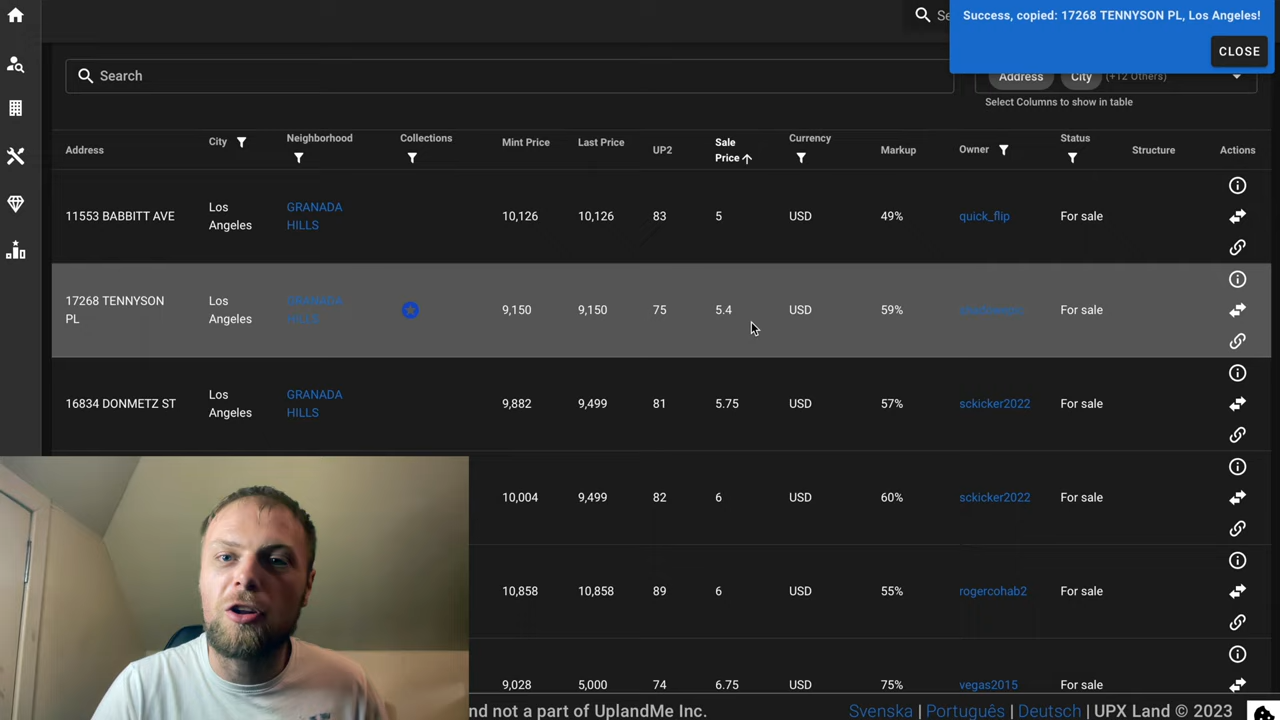 Success, copied: 17268 TENNYSON PL, Los Angeles!
CLOSE
Search
Address City (+12 Others)
Select Columns to show in table
Address City Neighborhood Collections Mint Price Last Price UP2 Sale Price Currency Markup Owner Status Structure Actions
11553 BABBITT AVE Los Angeles GRANADA HILLS 10,126 10,126 83 5 USD 49% quick_flip For sale
17268 TENNYSON PL Los Angeles GRANADA HILLS 9,150 9,150 75 5.4 USD 59% For sale
16834 DONMETZ ST Los Angeles GRANADA HILLS 9,882 9,499 81 5.75 USD 57% sckicker2022 For sale
10,004 9,499 82 6 USD 60% sckicker2022 For sale
10,858 10,858 89 6 USD 55% rogercohab2 For sale
9,028 5,000 74 6.75 USD 75% vegas2015 For sale
nd not a part of UplandMe Inc.
Svenska | Português | Deutsch | UPX Land © 2023